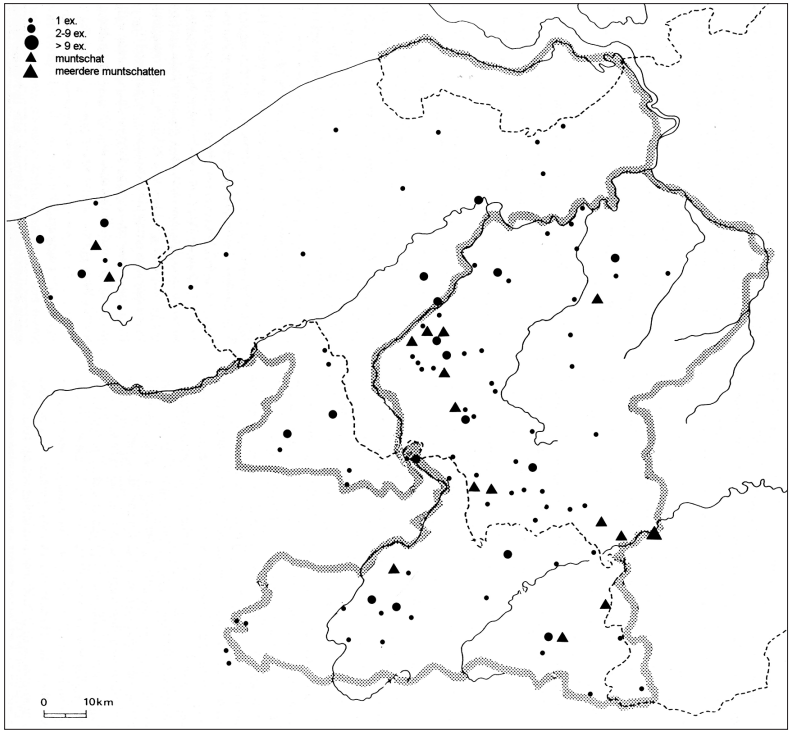 1 ex.
2-9 ex.
> 9 ex.
muntschat
meerdere muntschatten
0 10km